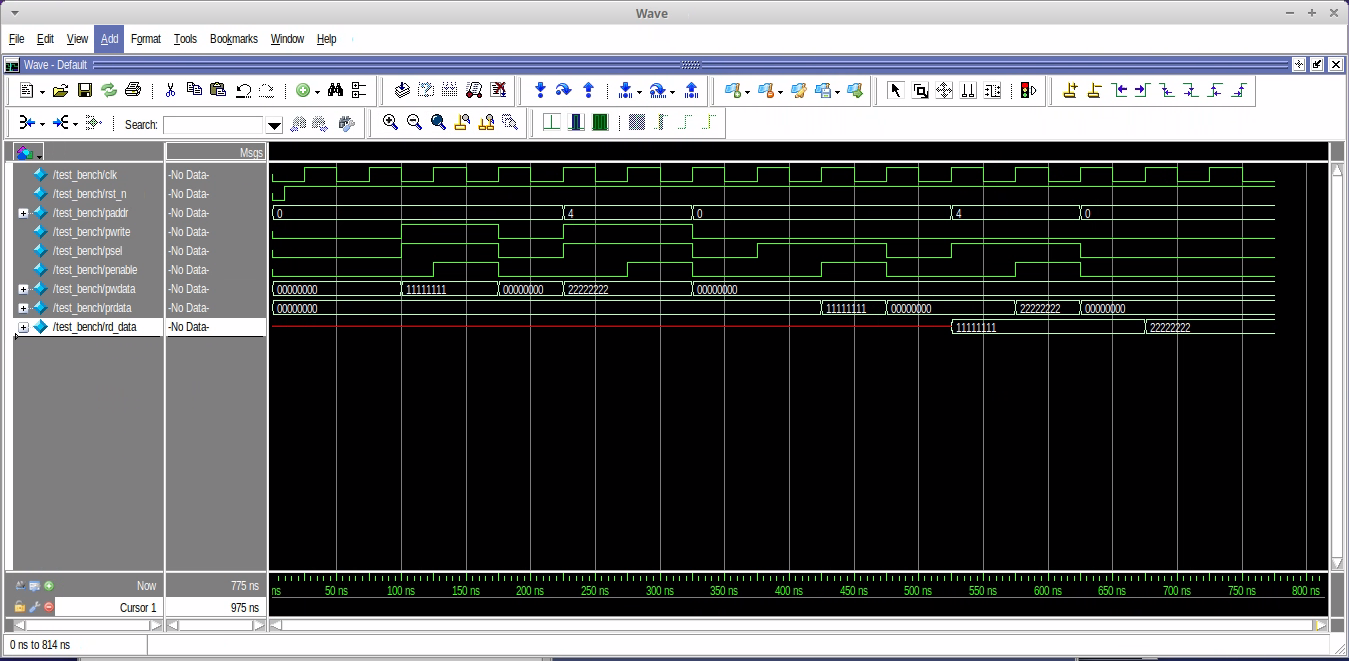 Wave
File Edit View Add Format Tools Bookmarks Window Help
Wave - Default
Search:
Msgs
/test_bench/clk -No Data-
/test_bench/rst_n -No Data-
/test_bench/paddr -No Data- 0 4 0 4 0
/test_bench/pwrite -No Data-
/test_bench/psel -No Data-
/test_bench/penable -No Data-
/test_bench/pwdata -No Data- 00000000 11111111 00000000 22222222 00000000
/test_bench/prdata -No Data- 00000000 11111111 00000000 22222222 00000000
/test_bench/rd_data -No Data- 11111111 22222222
Now 775 ns
ns 50 ns 100 ns 150 ns 200 ns 250 ns 300 ns 350 ns 400 ns 450 ns 500 ns 550 ns 600 ns 650 ns 700 ns 750 ns 800 ns
Cursor 1 975 ns
0 ns to 814 ns